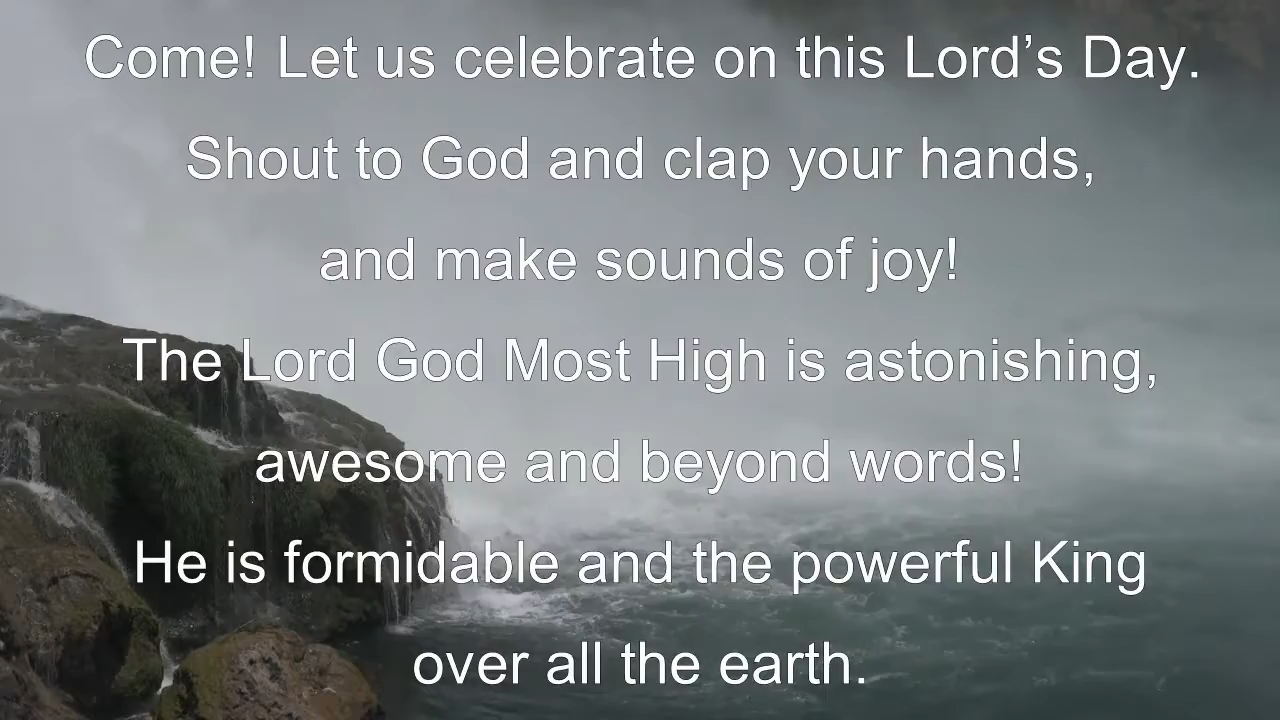 Come! Let us celebrate on this Lord’s Day.
Shout to God and clap your hands,
and make sounds of joy!
The Lord God Most High is astonishing,
awesome and beyond words!
He is formidable and the powerful King
over all the earth.